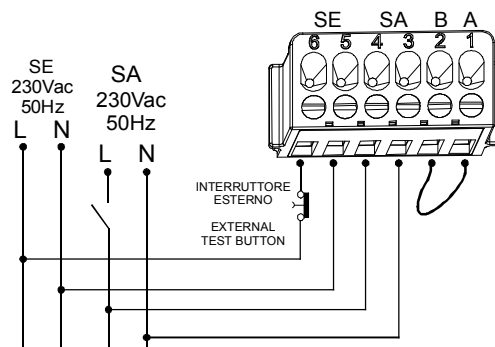 SE SA B A
6 5 4 3 2 1
SE
230Vac
50Hz
L N
SA
230Vac
50Hz
L N
INTERRUTTORE
ESTERNO
EXTERNAL
TEST BUTTON